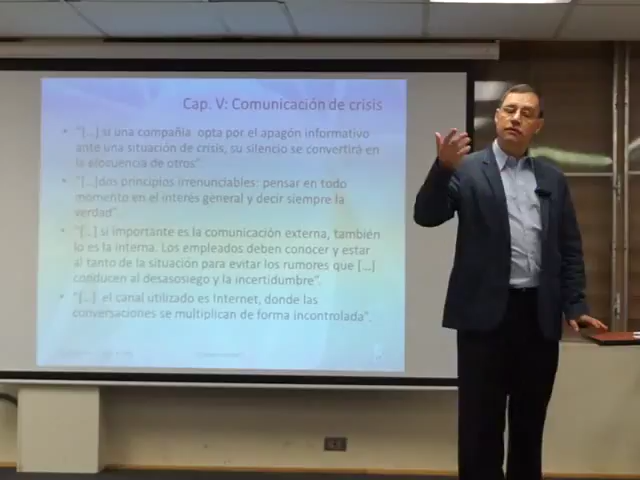 Cap. V: Comunicación de crisis
• "[…] si una compañía opta por el apagón informativo
ante una situación de crisis, su silencio se convertirá en
la elocuencia de otros"
• "[…]dos principios irrenunciables: pensar en todo
momento en el interés general y decir siempre la
verdad"
• "[…] si importante es la comunicación externa, también
lo es la interna. Los empleados deben conocer y estar
al tanto de la situación para evitar los rumores que […]
conducen al desasosiego y la incertidumbre".
• "[…] el canal utilizado es Internet, donde las
conversaciones se multiplican de forma incontrolada".